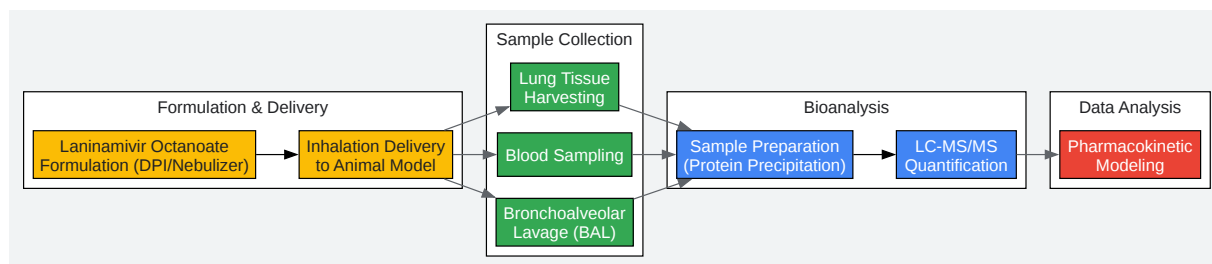 Formulation & Delivery
Laninamivir Octanoate
Formulation (DPI/Nebulizer)
Inhalation Delivery
to Animal Model
Sample Collection
Lung Tissue
Harvesting
Blood Sampling
Bronchoalveolar
Lavage (BAL)
Bioanalysis
Sample Preparation
(Protein Precipitation)
LC-MS/MS
Quantification
Data Analysis
Pharmacokinetic
Modeling